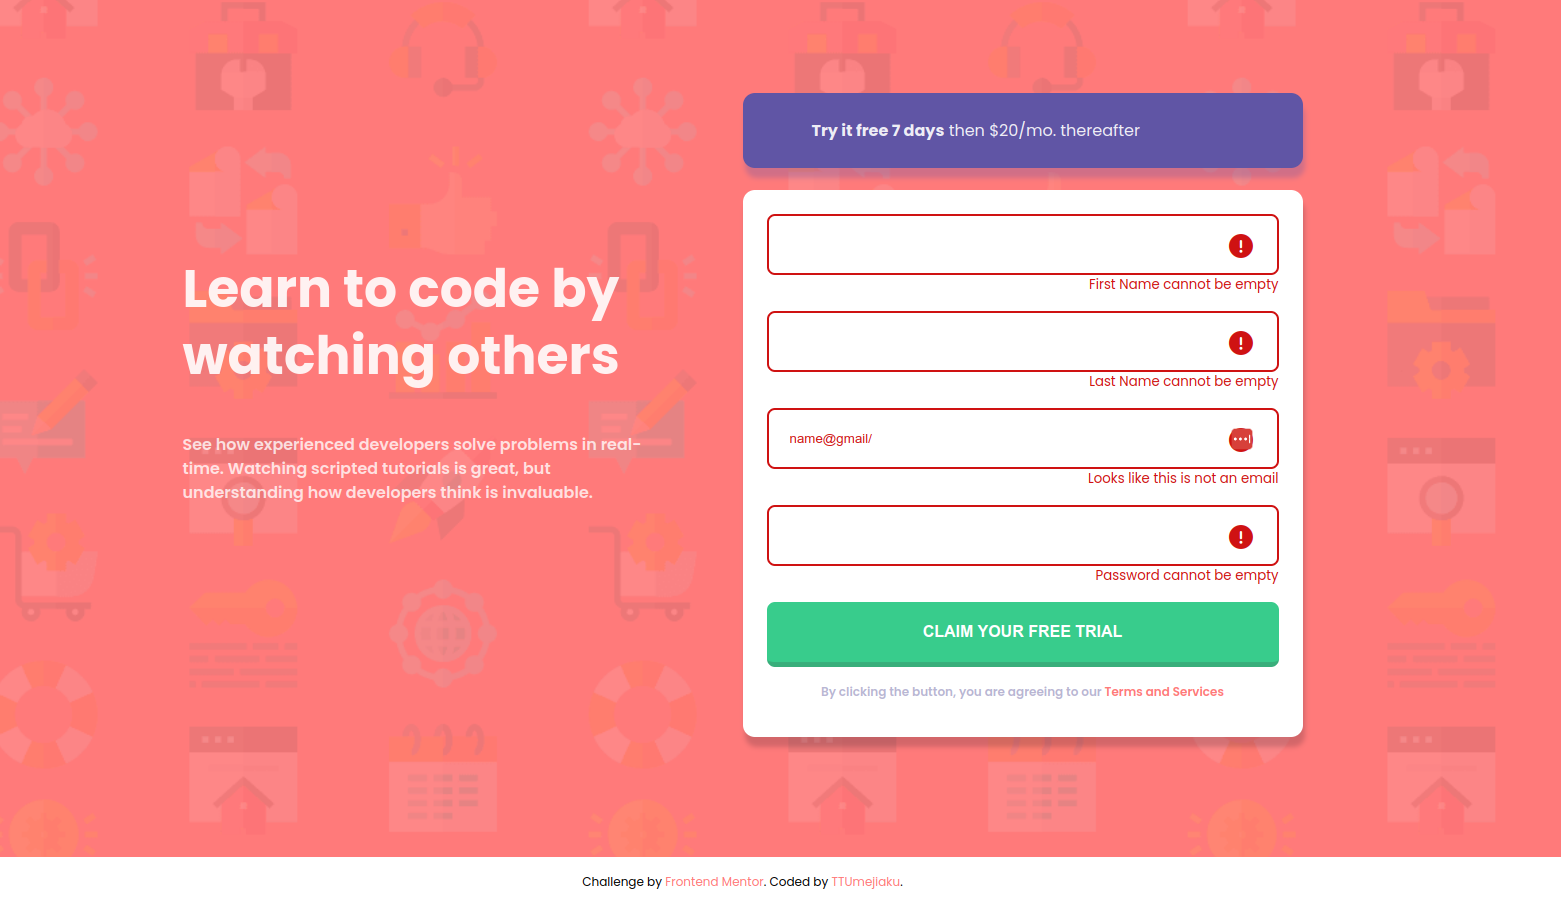 Learn to code by
watching others
See how experienced developers solve problems in real-
time. Watching scripted tutorials is great, but
understanding how developers think is invaluable.
Try it free 7 days then $20/mo. thereafter
First Name cannot be empty
Last Name cannot be empty
name@gmail/
Looks like this is not an email
Password cannot be empty
CLAIM YOUR FREE TRIAL
By clicking the button, you are agreeing to our Terms and Services
Challenge by Frontend Mentor. Coded by TTUmejiaku.